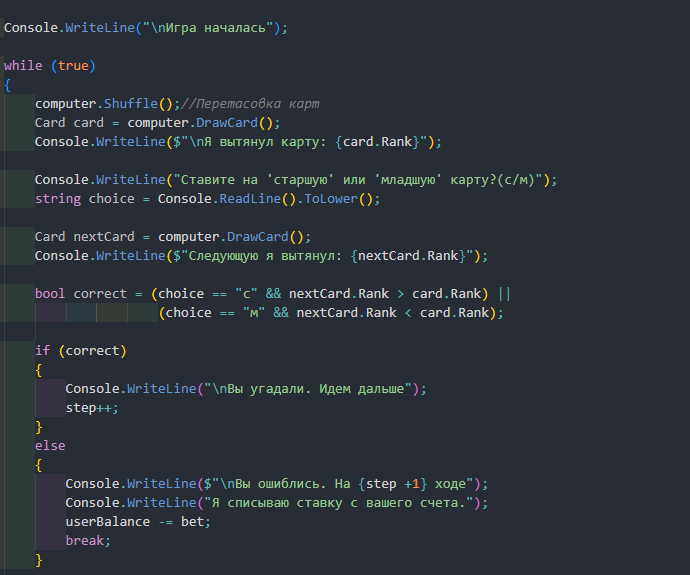 Console.WriteLine("\nИгра началась");
while (true)
{
computer.Shuffle();//Перетасовка карт
Card card = computer.DrawCard();
Console.WriteLine($"\nЯ вытянул карту: {card.Rank}");
Console.WriteLine("Ставите на 'старшую' или 'младшую' карту?(с/м)");
string choice = Console.ReadLine().ToLower();
Card nextCard = computer.DrawCard();
Console.WriteLine($"Следующую я вытянул: {nextCard.Rank}");
bool correct = (choice == "с" && nextCard.Rank > card.Rank) ||
(choice == "м" && nextCard.Rank < card.Rank);
if (correct)
{
Console.WriteLine("\nВы угадали. Идем дальше");
step++;
}
else
{
Console.WriteLine($"\nВы ошиблись. На {step +1} ходе");
Console.WriteLine("Я списываю ставку с вашего счета.");
userBalance -= bet;
break;
}